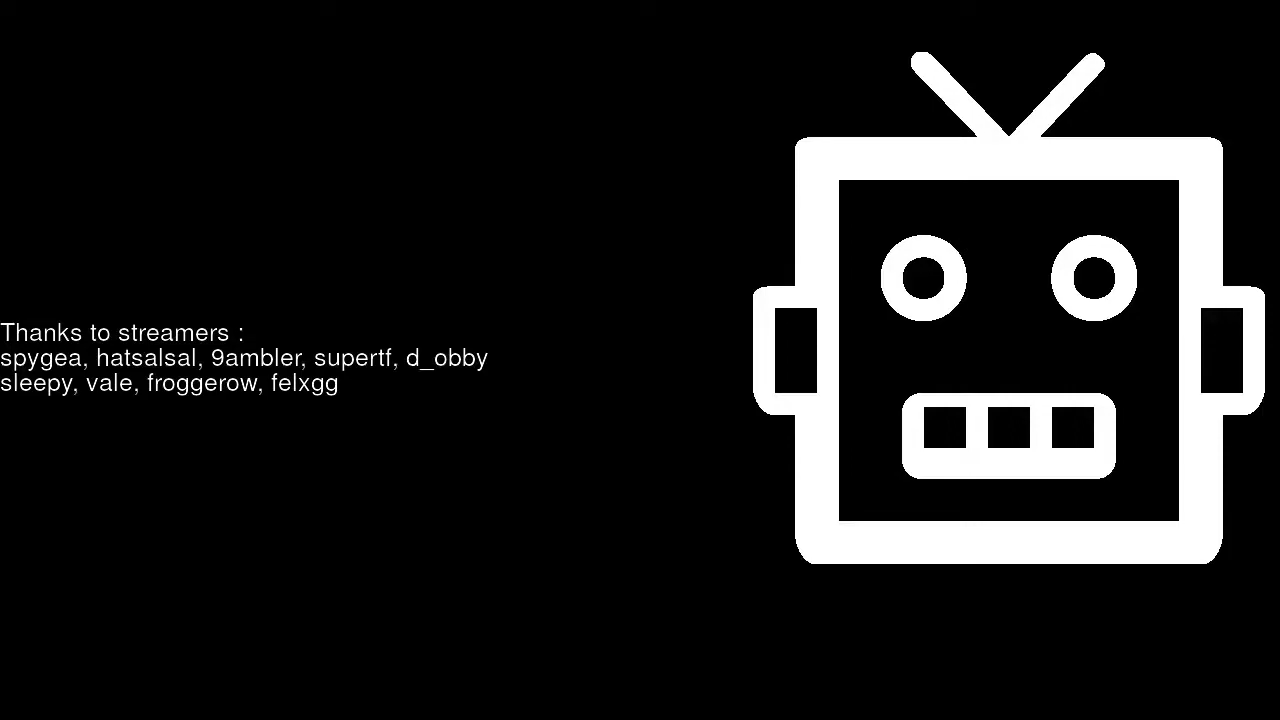 Thanks to streamers :
spygea, hatsalsal, 9ambler, supertf, d_obby
sleepy, vale, froggerow, felxgg